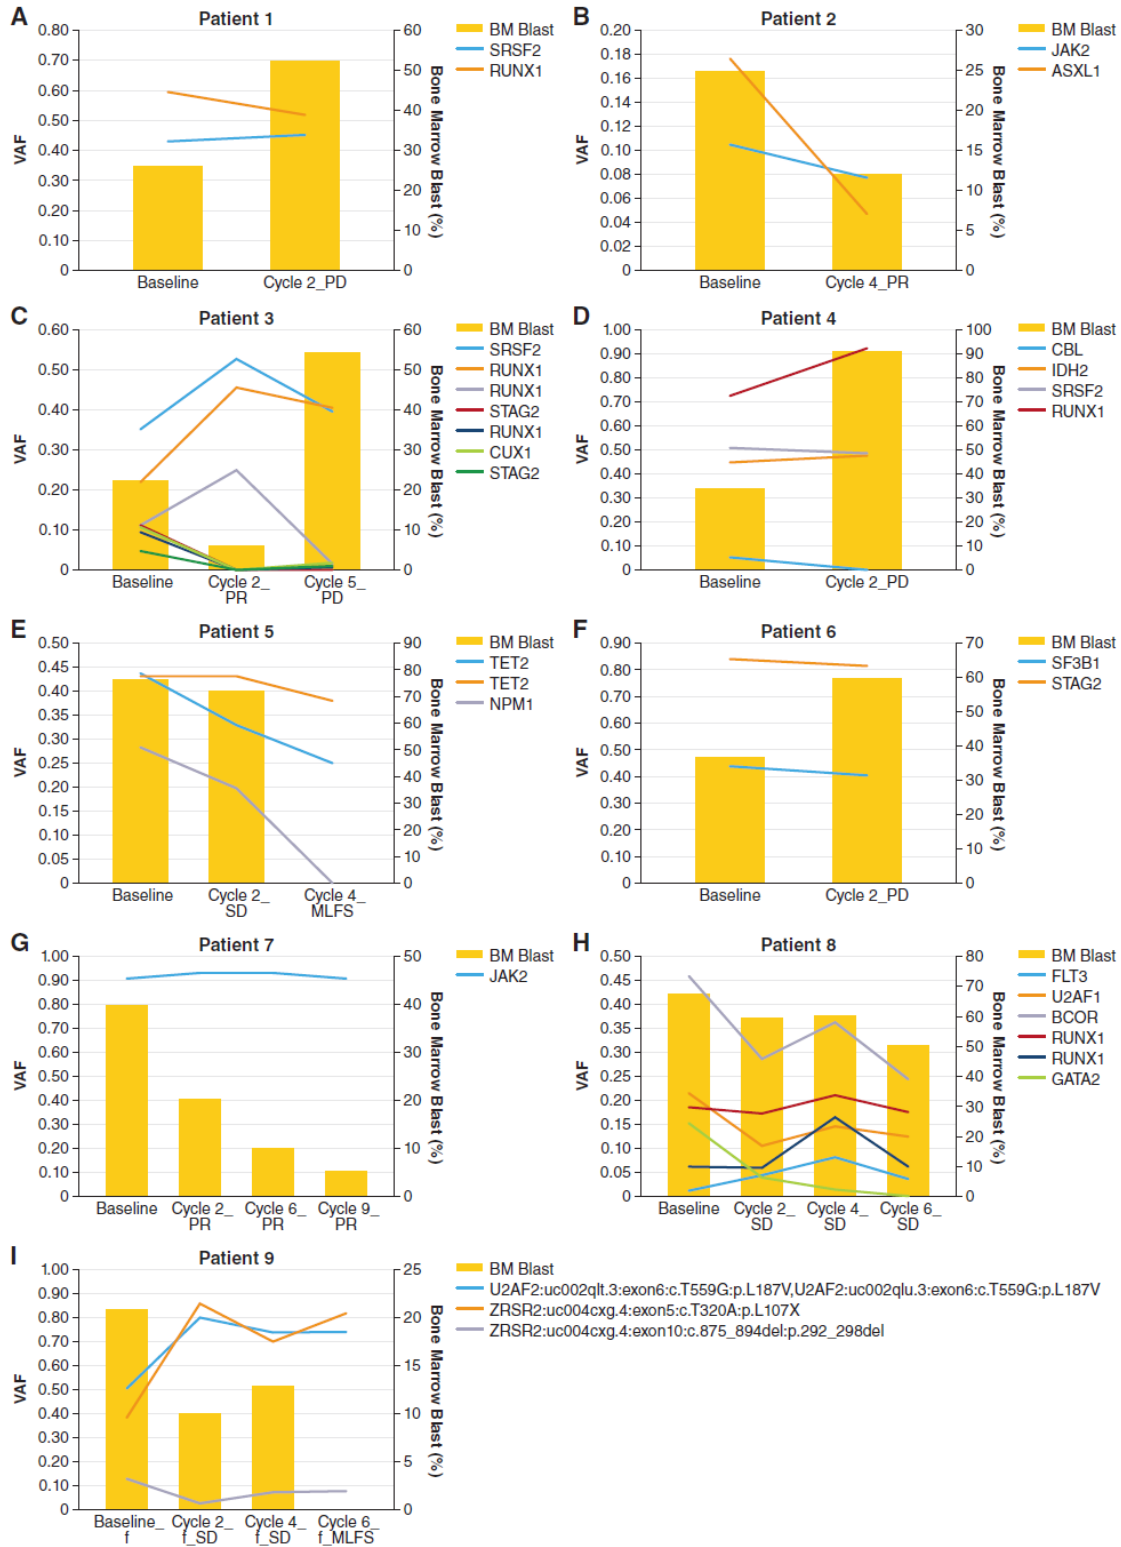 A
Patient 1
0.80
0.70
0.60
0.50
0.40
0.30
0.20
0.10
0
VAF
60
50
40
30
20
10
0
Bone Marrow Blast (%)
Baseline
Cycle 2_PD
BM Blast
SRSF2
RUNX1
B
Patient 2
0.20
0.18
0.16
0.14
0.12
0.10
0.08
0.06
0.04
0.02
0
VAF
30
25
20
15
10
5
0
Bone Marrow Blast (%)
Baseline
Cycle 4_PR
BM Blast
JAK2
ASXL1
C
Patient 3
0.60
0.50
0.40
0.30
0.20
0.10
0
VAF
60
50
40
30
20
10
0
Bone Marrow Blast (%)
Baseline
Cycle 2_
PR
Cycle 5_
PD
BM Blast
SRSF2
RUNX1
RUNX1
STAG2
RUNX1
CUX1
STAG2
D
Patient 4
1.00
0.90
0.80
0.70
0.60
0.50
0.40
0.30
0.20
0.10
0
VAF
100
90
80
70
60
50
40
30
20
10
0
Bone Marrow Blast (%)
Baseline
Cycle 2_PD
BM Blast
CBL
IDH2
SRSF2
RUNX1
E
Patient 5
0.50
0.45
0.40
0.35
0.30
0.25
0.20
0.15
0.10
0.05
0
VAF
90
80
70
60
50
40
30
20
10
0
Bone Marrow Blast (%)
Baseline
Cycle 2_
SD
Cycle 4_
MLFS
BM Blast
TET2
TET2
NPM1
F
Patient 6
0.90
0.80
0.70
0.60
0.50
0.40
0.30
0.20
0.10
0
VAF
70
60
50
40
30
20
10
0
Bone Marrow Blast (%)
Baseline
Cycle 2_PD
BM Blast
SF3B1
STAG2
G
Patient 7
1.00
0.90
0.80
0.70
0.60
0.50
0.40
0.30
0.20
0.10
0
VAF
50
40
30
20
10
0
Bone Marrow Blast (%)
Baseline
Cycle 2_
PR
Cycle 6_
PR
Cycle 9_
PR
BM Blast
JAK2
H
Patient 8
0.50
0.45
0.40
0.35
0.30
0.25
0.20
0.15
0.10
0.05
0
VAF
80
70
60
50
40
30
20
10
0
Bone Marrow Blast (%)
Baseline
Cycle 2_
SD
Cycle 4_
SD
Cycle 6_
SD
BM Blast
FLT3
U2AF1
BCOR
RUNX1
RUNX1
GATA2
I
Patient 9
1.00
0.90
0.80
0.70
0.60
0.50
0.40
0.30
0.20
0.10
0
VAF
25
20
15
10
5
0
Bone Marrow Blast (%)
Baseline_
f
Cycle 2_
f_SD
Cycle 4_
f_SD
Cycle 6_
f_MLFS
BM Blast
U2AF2:uc002qlt.3:exon6:c.T559G:p.L187V,U2AF2:uc002qlu.3:exon6:c.T559G:p.L187V
ZRSR2:uc004cxg.4:exon5:c.T320A:p.L107X
ZRSR2:uc004cxg.4:exon10:c.875_894del:p.292_298del